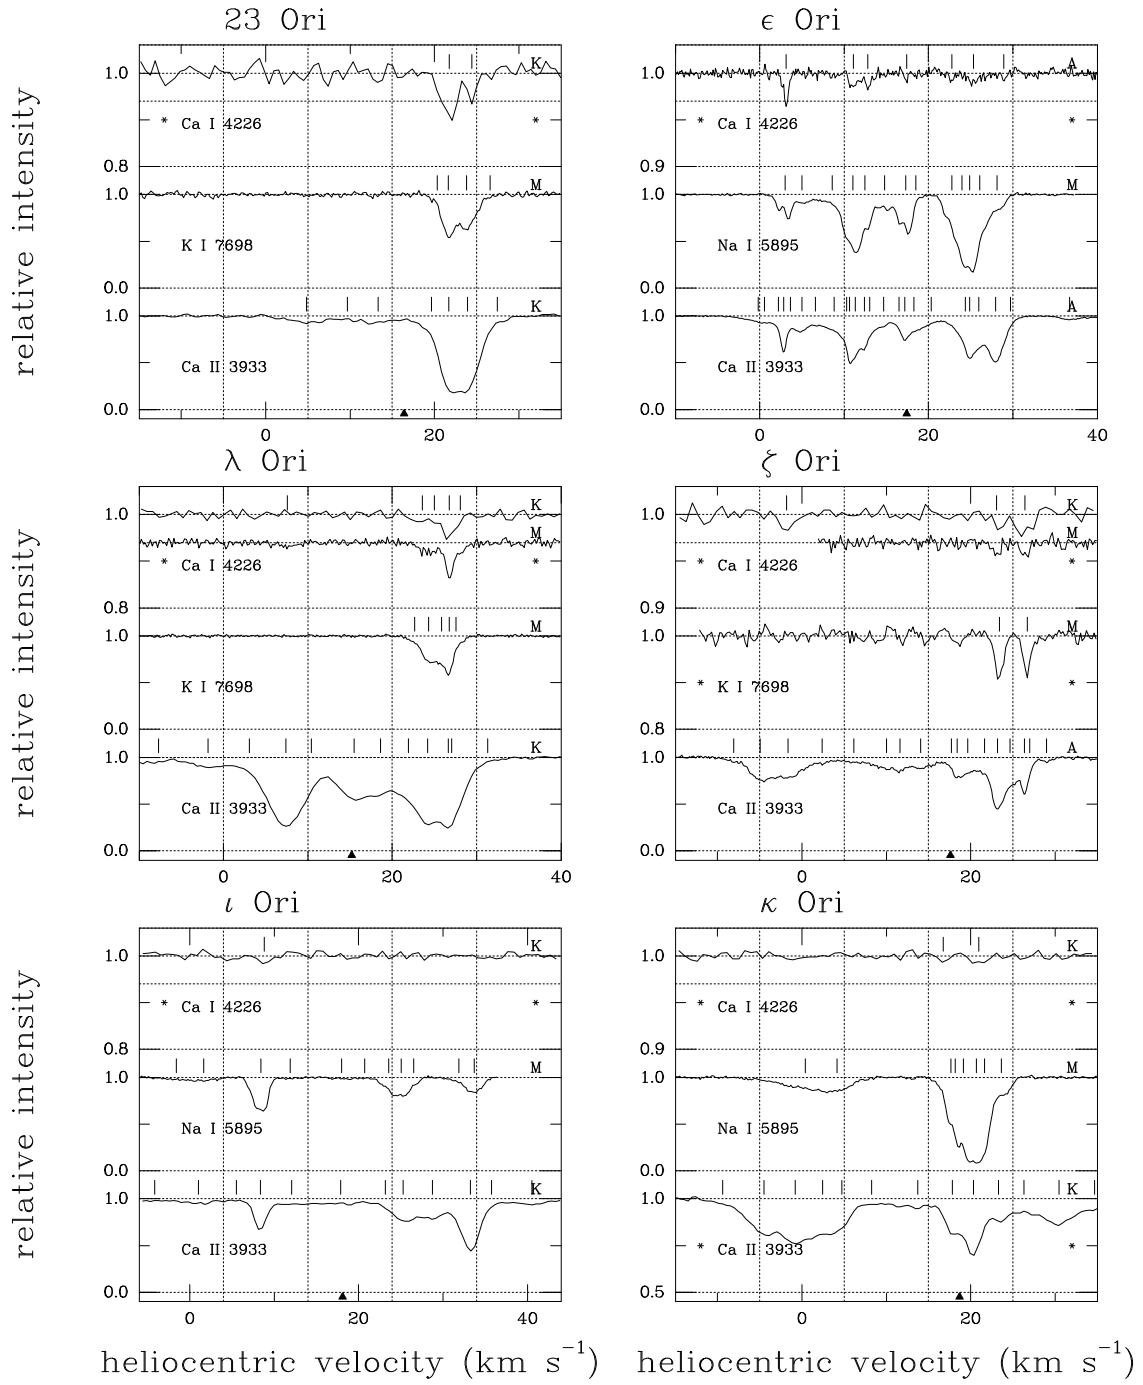 23 Ori
ϵ Ori
relative intensity
1.0
K
* Ca I 4226 *
0.8
1.0
M
K I 7698
0.0
1.0
K
Ca II 3933
0.0
0 20
1.0
A
* Ca I 4226 *
0.9
1.0
M
Na I 5895
0.0
1.0
A
Ca II 3933
0.0
0 20 40
λ Ori
ζ Ori
relative intensity
1.0
K
M
* Ca I 4226 *
0.8
1.0
M
K I 7698
0.0
1.0
K
Ca II 3933
0.0
0 20 40
1.0
K
M
* Ca I 4226 *
0.9
1.0
M
* K I 7698 *
0.8
1.0
A
Ca II 3933
0.0
0 20
ι Ori
κ Ori
relative intensity
1.0
K
* Ca I 4226 *
0.8
1.0
M
Na I 5895
0.0
1.0
K
Ca II 3933
0.0
0 20 40
1.0
K
* Ca I 4226 *
0.9
1.0
M
Na I 5895
0.0
1.0
K
* Ca II 3933 *
0.5
0 20
heliocentric velocity (km s⁻¹)
heliocentric velocity (km s⁻¹)